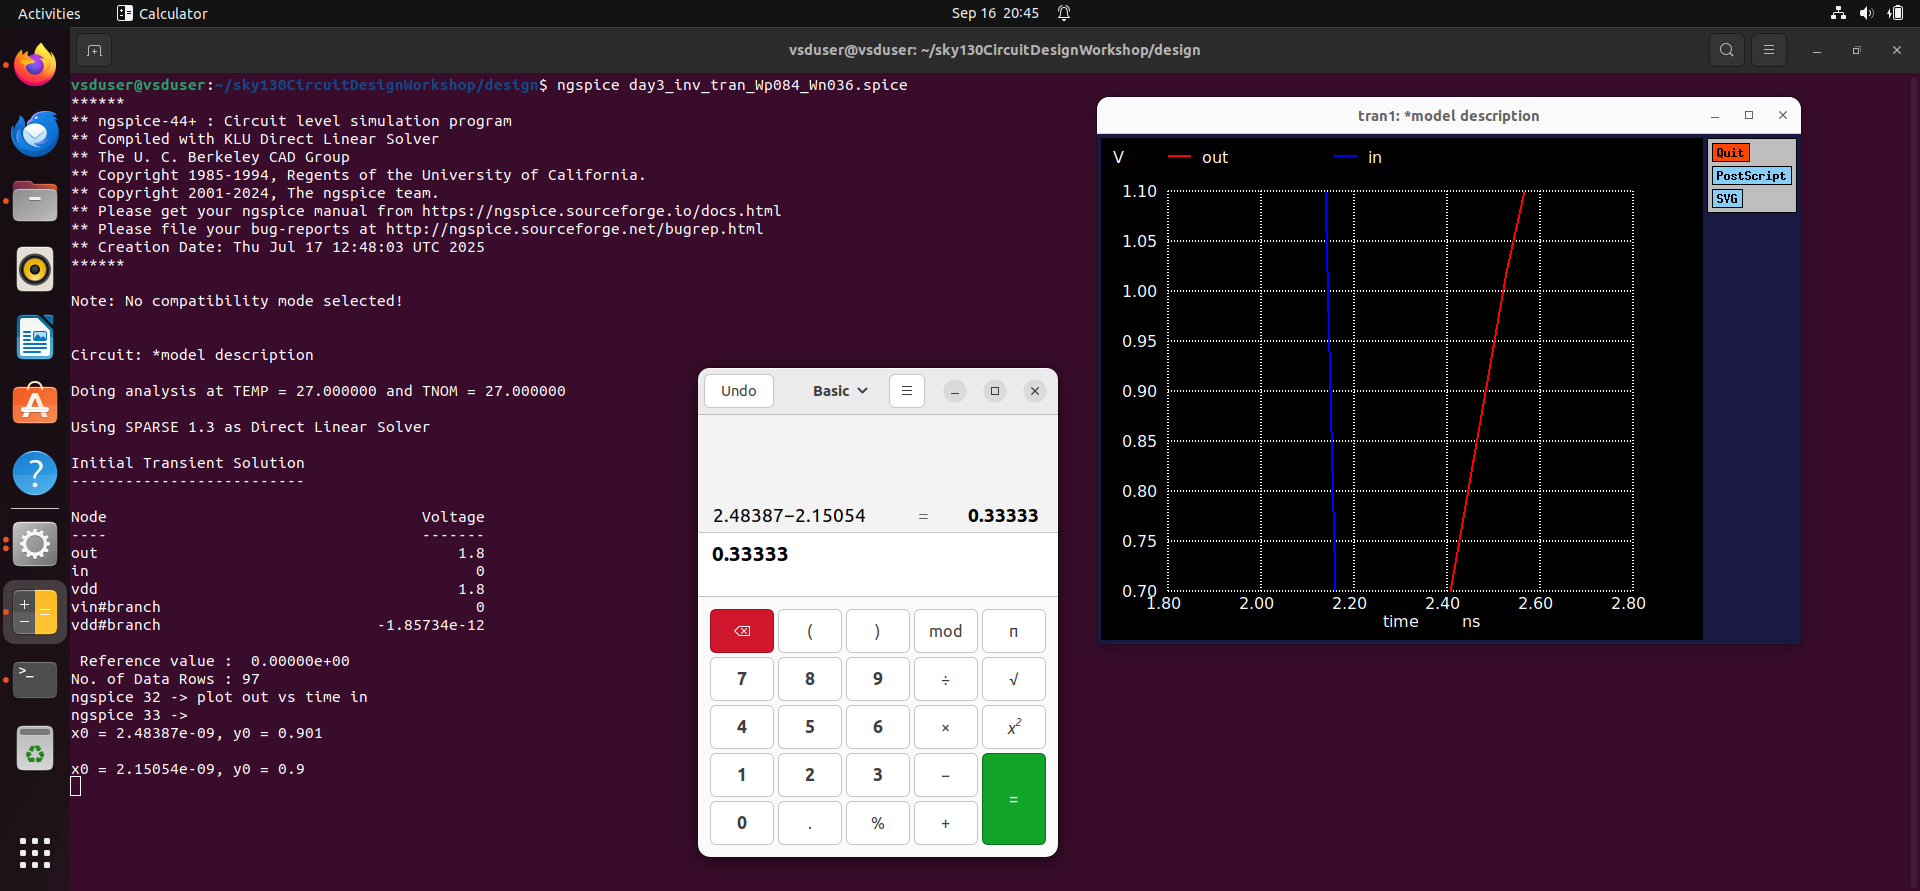 Activities
Calculator
Sep 16 20:45
vsduser@vsduser: ~/sky130CircuitDesignWorkshop/design
vsduser@vsduser:~/sky130CircuitDesignWorkshop/design$ ngspice day3_inv_tran_Wp084_Wn036.spice
******
** ngspice-44+ : Circuit level simulation program
** Compiled with KLU Direct Linear Solver
** The U. C. Berkeley CAD Group
** Copyright 1985-1994, Regents of the University of California.
** Copyright 2001-2024, The ngspice team.
** Please get your ngspice manual from https://ngspice.sourceforge.io/docs.html
** Please file your bug-reports at http://ngspice.sourceforge.net/bugrep.html
** Creation Date: Thu Jul 17 12:48:03 UTC 2025
******
Note: No compatibility mode selected!
Circuit: *model description
Doing analysis at TEMP = 27.000000 and TNOM = 27.000000
Using SPARSE 1.3 as Direct Linear Solver
Initial Transient Solution
--------------------------
Node Voltage
---- -------
out 1.8
in 0
vdd 1.8
vin#branch 0
vdd#branch -1.85734e-12
Reference value : 0.00000e+00
No. of Data Rows : 97
ngspice 32 -> plot out vs time in
ngspice 33 ->
x0 = 2.48387e-09, y0 = 0.901
x0 = 2.15054e-09, y0 = 0.9
Undo
Basic
2.48387−2.15054 = 0.33333
0.33333
( ) mod π
7 8 9 ÷ √
4 5 6 × x²
1 2 3 − =
0 . % +
tran1: *model description
V
out
in
Quit
PostScript
SVG
1.10
1.05
1.00
0.95
0.90
0.85
0.80
0.75
0.70
1.80 2.00 2.20 2.40 2.60 2.80
time ns